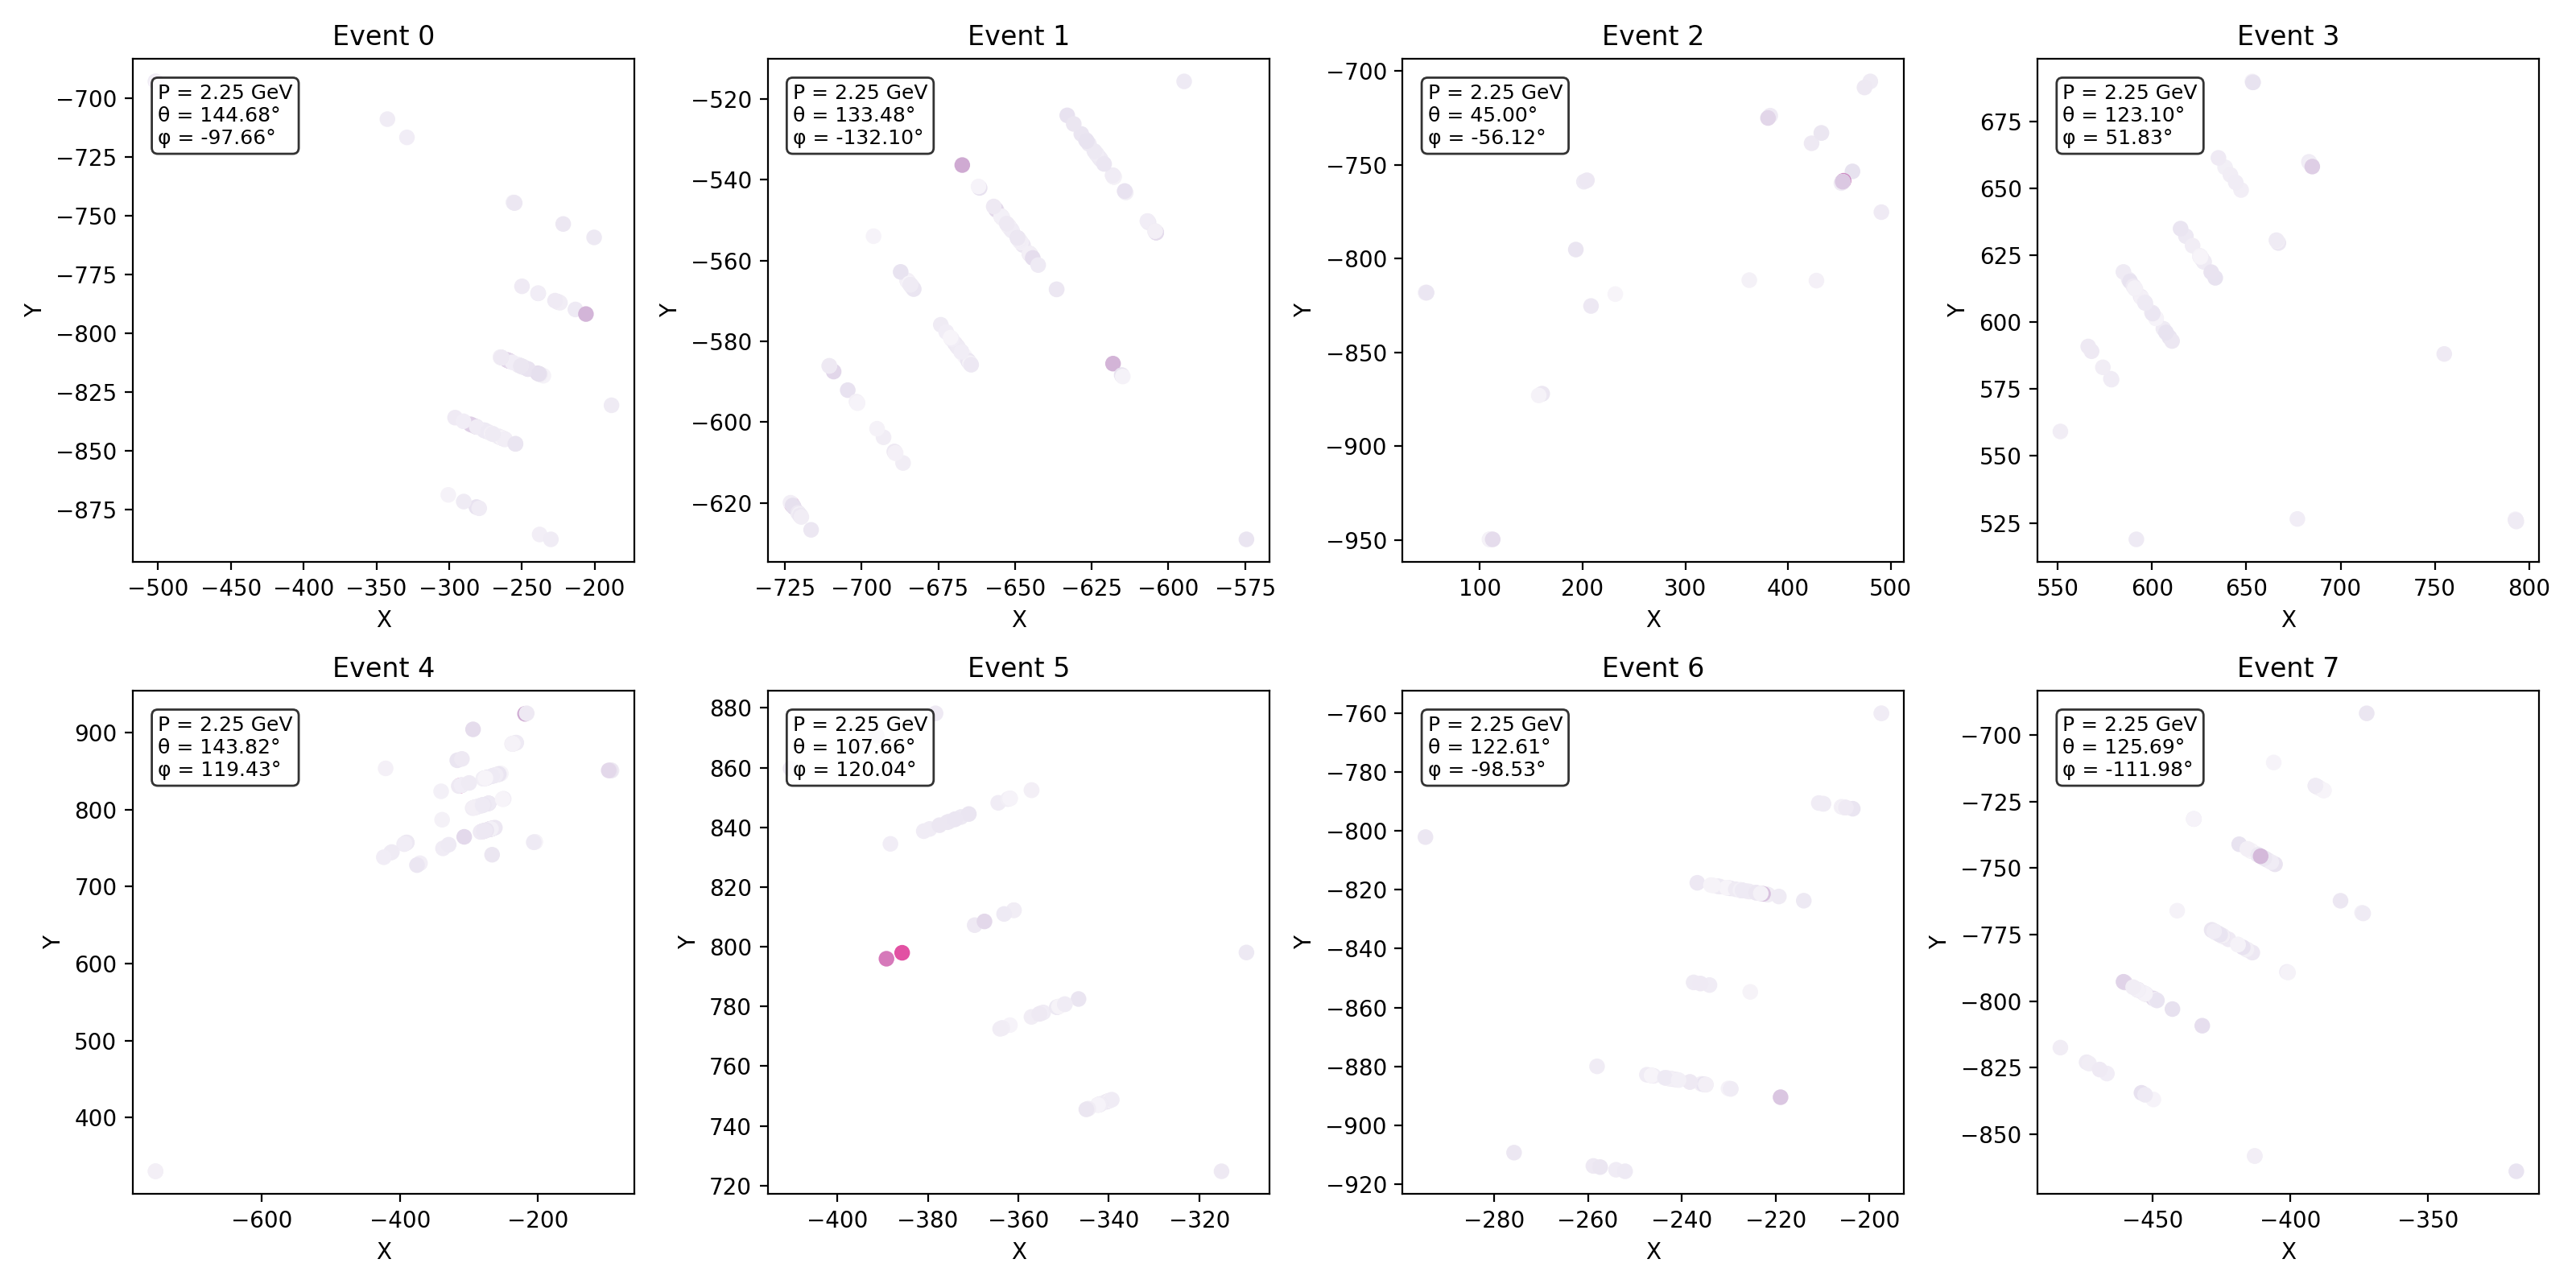 Event 0
P = 2.25 GeV
θ = 144.68°
φ = -97.66°
−700
−725
−750
−775
−800
−825
−850
−875
Y
−500 −450 −400 −350 −300 −250 −200
X
Event 1
P = 2.25 GeV
θ = 133.48°
φ = -132.10°
−520
−540
−560
−580
−600
−620
Y
−725 −700 −675 −650 −625 −600 −575
X
Event 2
P = 2.25 GeV
θ = 45.00°
φ = -56.12°
−700
−750
−800
−850
−900
−950
Y
100 200 300 400 500
X
Event 3
P = 2.25 GeV
θ = 123.10°
φ = 51.83°
675
650
625
600
575
550
525
Y
550 600 650 700 750 800
X
Event 4
P = 2.25 GeV
θ = 143.82°
φ = 119.43°
900
800
700
600
500
400
Y
−600 −400 −200
X
Event 5
P = 2.25 GeV
θ = 107.66°
φ = 120.04°
880
860
840
820
800
780
760
740
720
Y
−400 −380 −360 −340 −320
X
Event 6
P = 2.25 GeV
θ = 122.61°
φ = -98.53°
−760
−780
−800
−820
−840
−860
−880
−900
−920
Y
−280 −260 −240 −220 −200
X
Event 7
P = 2.25 GeV
θ = 125.69°
φ = -111.98°
−700
−725
−750
−775
−800
−825
−850
Y
−450 −400 −350
X